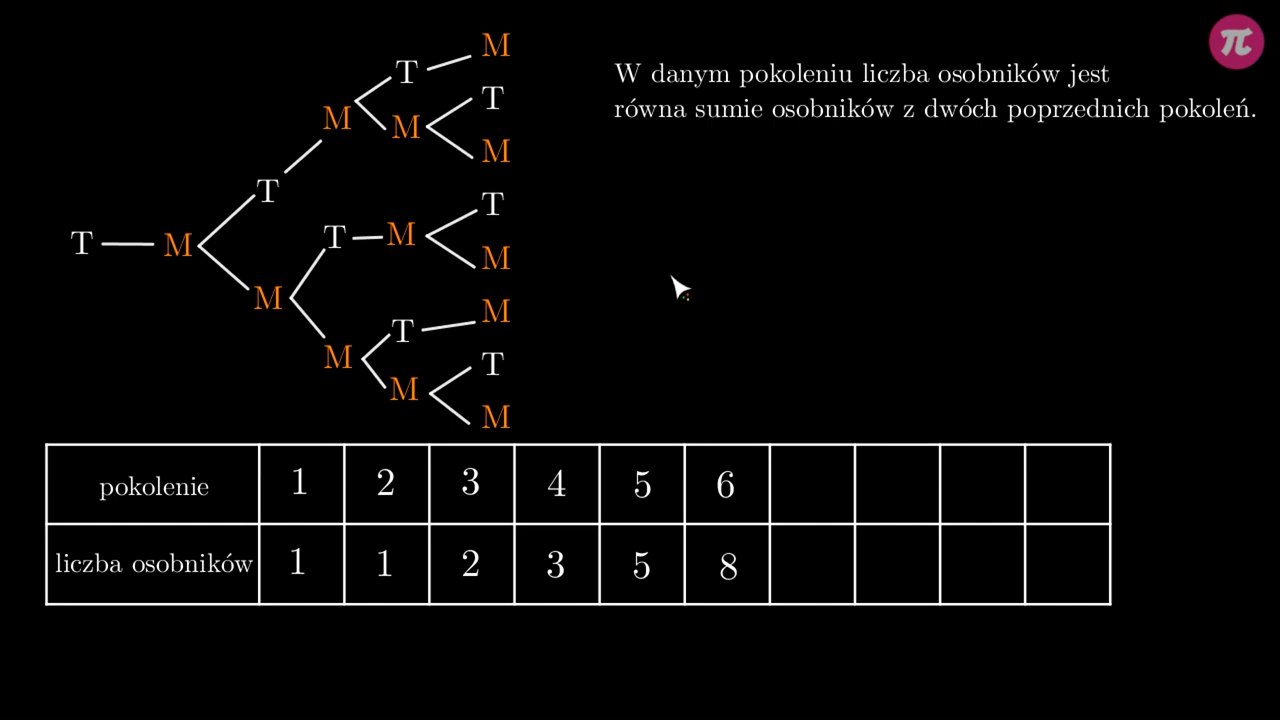 π
W danym pokoleniu liczba osobników jest
równa sumie osobników z dwóch poprzednich pokoleń.
M
T
M
T
M
M
T
M
T
T
M
T
M
M
M
M
T
M
M
T
M
T
M
pokolenie 1 2 3 4 5 6
liczba osobników 1 1 2 3 5 8